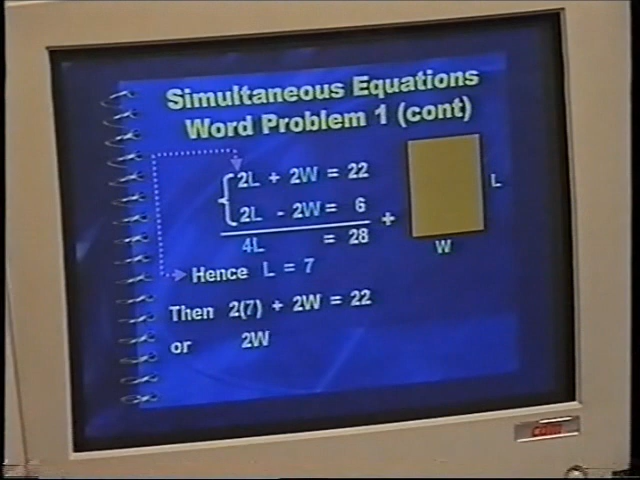 Simultaneous Equations
Word Problem 1 (cont)
2L + 2W = 22
2L - 2W = 6
+
4L = 28
L
W
Hence L = 7
Then 2(7) + 2W = 22
or 2W